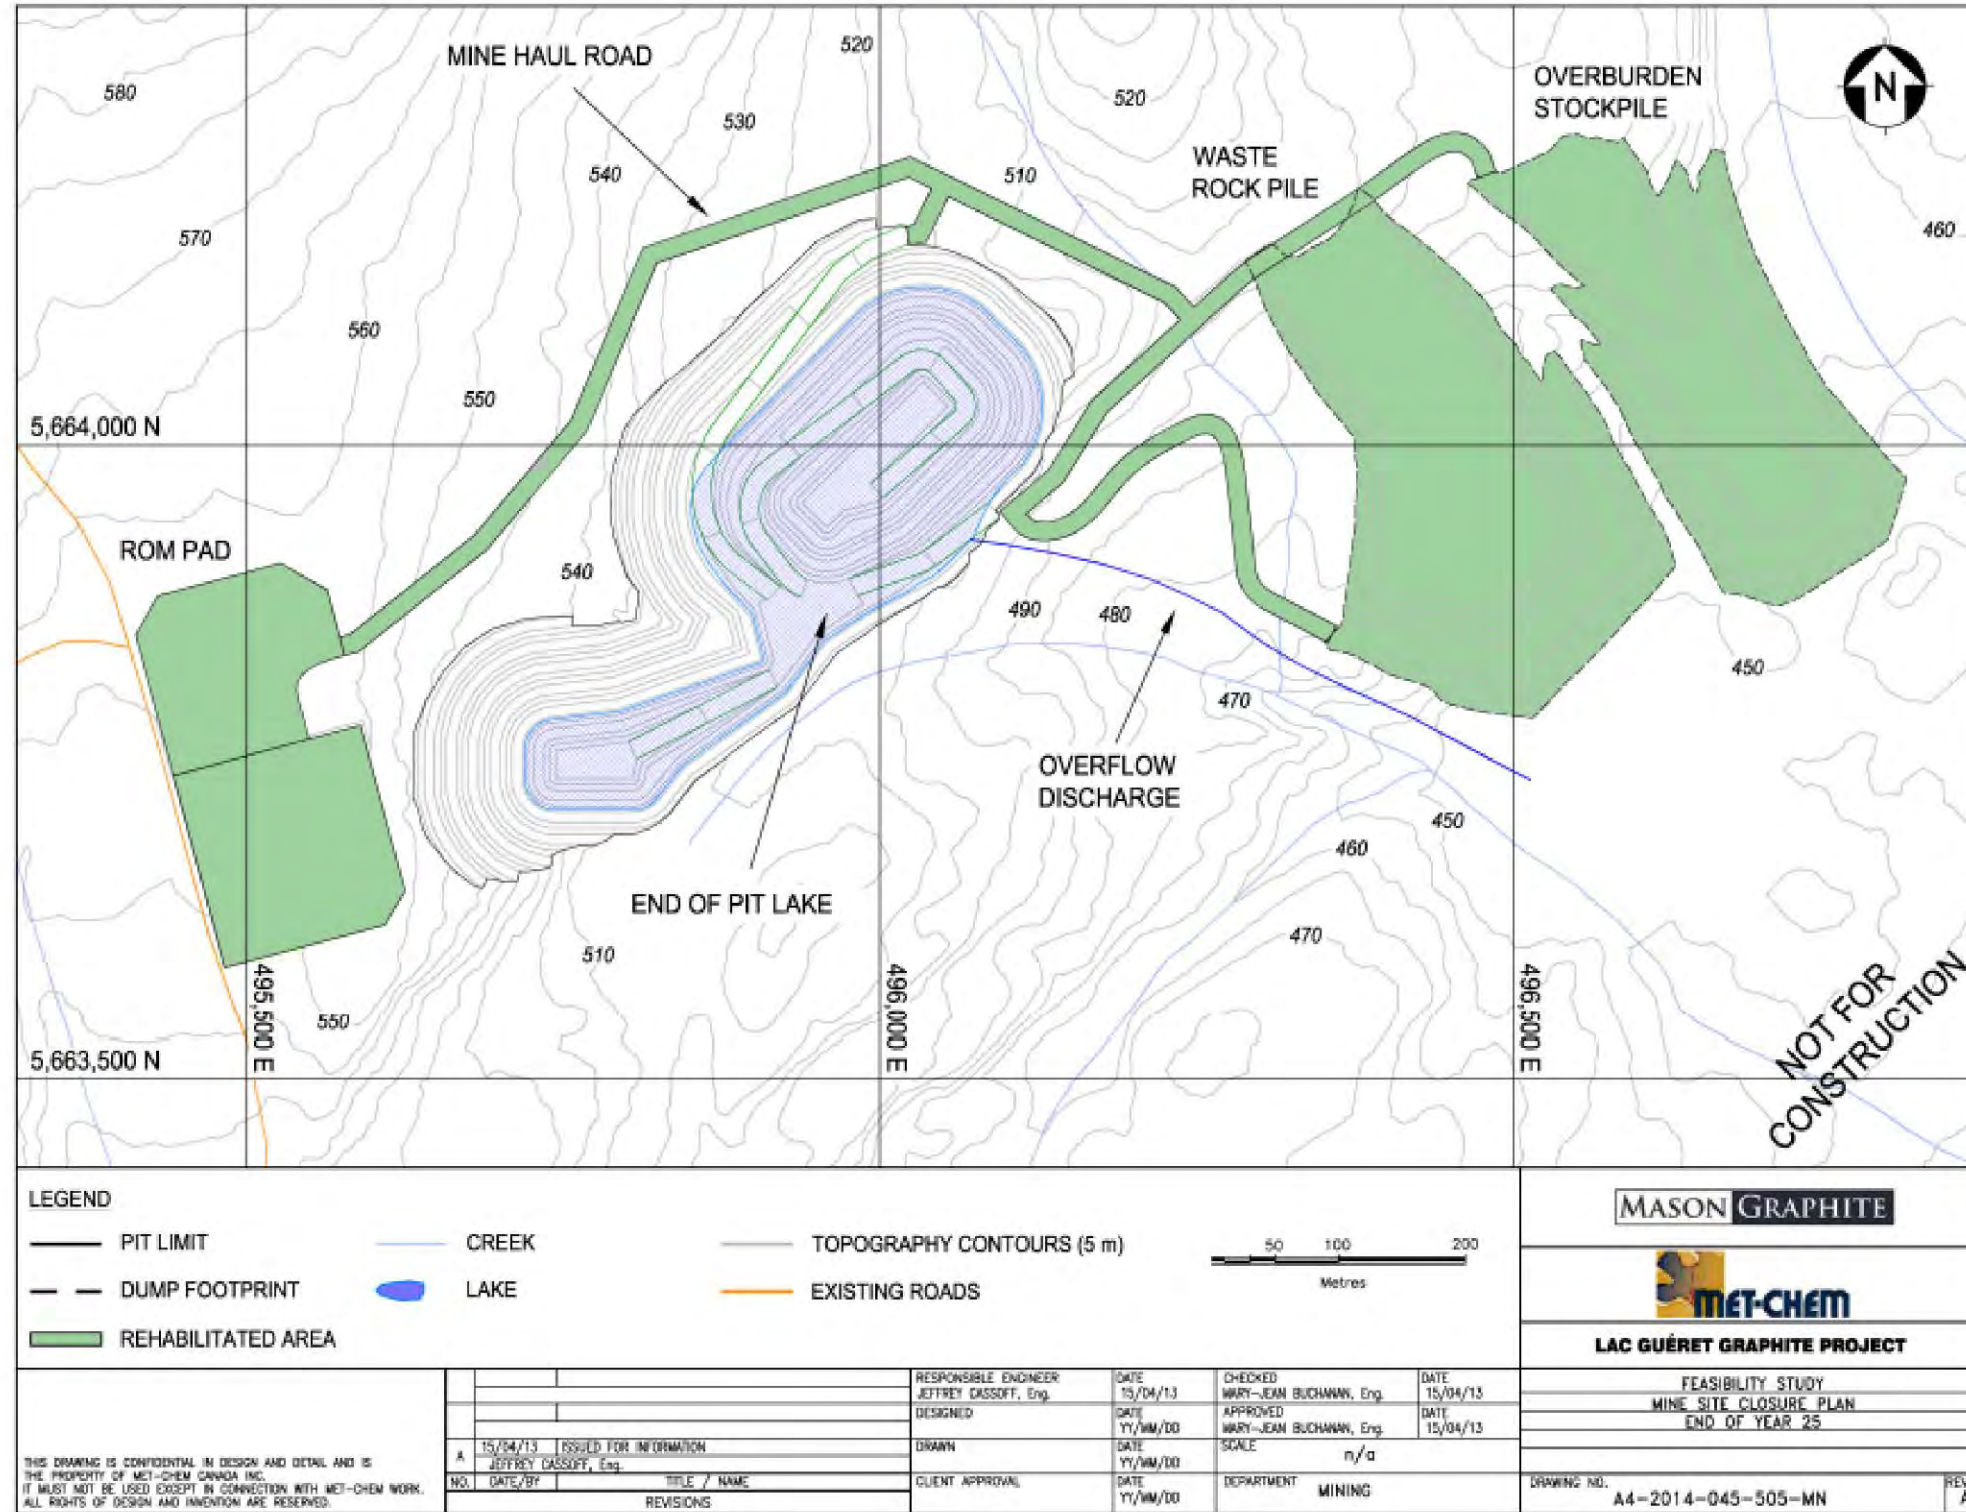 MINE HAUL ROAD
520
580
530
520
OVERBURDEN
STOCKPILE
N
WASTE
ROCK PILE
540
510
570
460
560
550
5,664,000 N
ROM PAD
540
490
480
450
470
OVERFLOW
DISCHARGE
450
460
END OF PIT LAKE
510
470
550
495,500 E
496,000 E
496,500 E
NOT FOR
CONSTRUCTION
5,663,500 N
LEGEND
PIT LIMIT
CREEK
TOPOGRAPHY CONTOURS (5 m)
DUMP FOOTPRINT
LAKE
EXISTING ROADS
REHABILITATED AREA
50 100 200
Metres
MASON GRAPHITE
MET-CHEM
LAC GUÉRET GRAPHITE PROJECT
FEASIBILITY STUDY
MINE SITE CLOSURE PLAN
END OF YEAR 25
DRAWING NO.
A4-2014-045-505-MN
REV
A
RESPONSIBLE ENGINEER
JEFFREY CASSOFF, Eng.
DATE
15/04/13
CHECKED
MARY-JEAN BUCHANAN, Eng.
DATE
15/04/13
DESIGNED
DATE
YY/MM/DD
APPROVED
MARY-JEAN BUCHANAN, Eng.
DATE
15/04/13
DRAWN
DATE
YY/MM/DD
SCALE
n/a
CLIENT APPROVAL
DATE
YY/MM/DD
DEPARTMENT
MINING
A
15/04/13 ISSUED FOR INFORMATION
JEFFREY CASSOFF, Eng.
NO. DATE/BY TITLE / NAME
REVISIONS
THIS DRAWING IS CONFIDENTIAL IN DESIGN AND DETAIL AND IS
THE PROPERTY OF MET-CHEM CANADA INC.
IT MUST NOT BE USED EXCEPT IN CONNECTION WITH MET-CHEM WORK.
ALL RIGHTS OF DESIGN AND INVENTION ARE RESERVED.